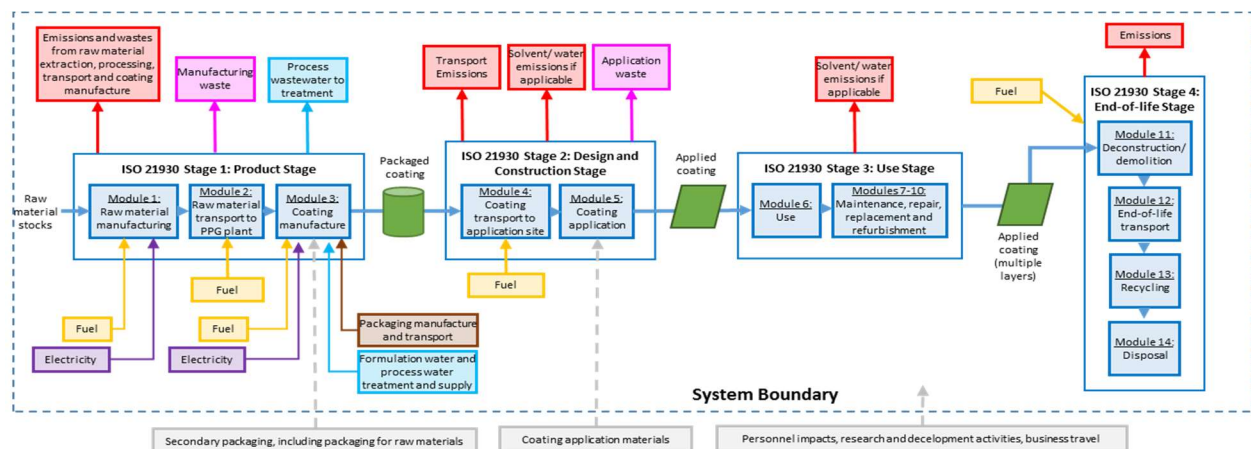 Emissions and wastes
from raw material
extraction, processing,
transport and coating
manufacture
Manufacturing
waste
Process
wastewater to
treatment
Transport
Emissions
Solvent/ water
emissions if
applicable
Application
waste
Solvent/ water
emissions if
applicable
Emissions
Fuel
ISO 21930 Stage 1: Product Stage
Raw
material
stocks
Module 1:
Raw material
manufacturing
Module 2:
Raw material
transport to
PPG plant
Module 3:
Coating
manufacture
Packaged
coating
ISO 21930 Stage 2: Design and
Construction Stage
Module 4:
Coating
transport to
application site
Module 5:
Coating
application
Applied
coating
ISO 21930 Stage 3: Use Stage
Module 6:
Use
Modules 7-10:
Maintenance, repair,
replacement and
refurbishment
Applied
coating
(multiple
layers)
ISO 21930 Stage 4:
End-of-life Stage
Module 11:
Deconstruction/
demolition
Module 12:
End-of-life
transport
Module 13:
Recycling
Module 14:
Disposal
Fuel
Fuel
Fuel
Fuel
Electricity
Electricity
Packaging manufacture
and transport
Formulation water and
process water
treatment and supply
System Boundary
Secondary packaging, including packaging for raw materials
Coating application materials
Personnel impacts, research and decelopment activities, business travel